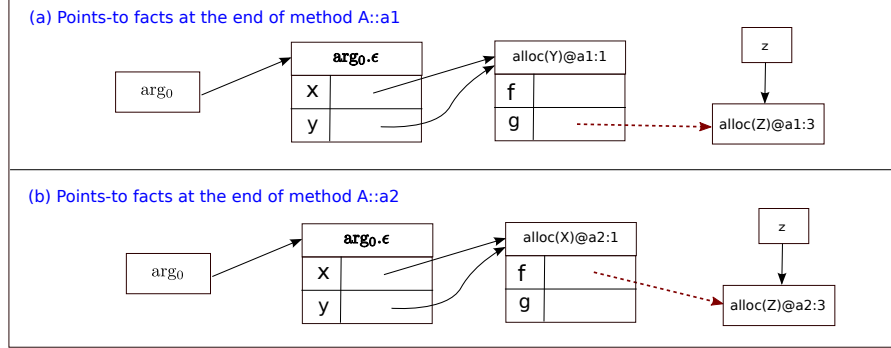 (a) Points-to facts at the end of method A::a1
arg₀.ϵ
alloc(Y)@a1:1
z
arg₀
x
f
y
g
alloc(Z)@a1:3
(b) Points-to facts at the end of method A::a2
arg₀.ϵ
alloc(X)@a2:1
z
arg₀
x
f
y
g
alloc(Z)@a2:3